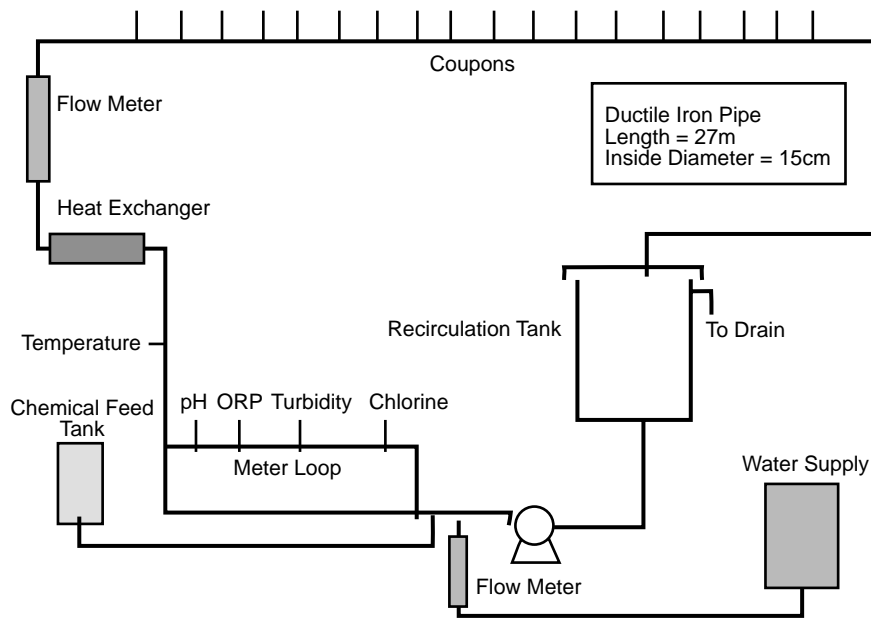 Coupons
Flow Meter
Ductile Iron Pipe
Length = 27m
Inside Diameter = 15cm
Heat Exchanger
Recirculation Tank
To Drain
Temperature
pH ORP Turbidity Chlorine
Chemical Feed
Tank
Meter Loop
Water Supply
Flow Meter